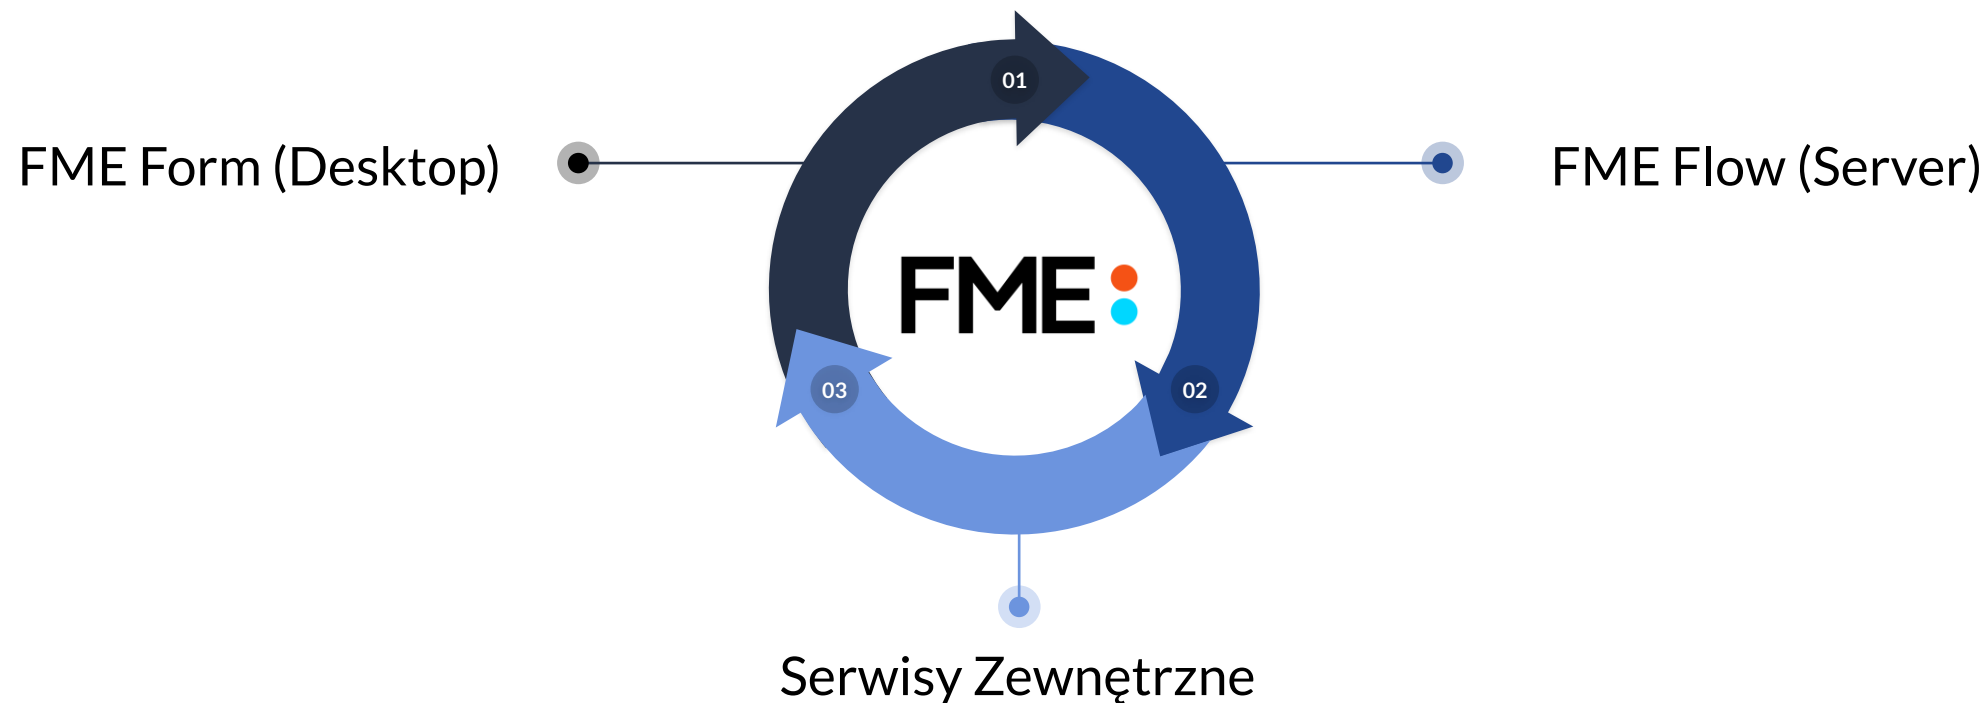 01
FME Form (Desktop)
FME Flow (Server)
FME:
03
02
Serwisy Zewnętrzne